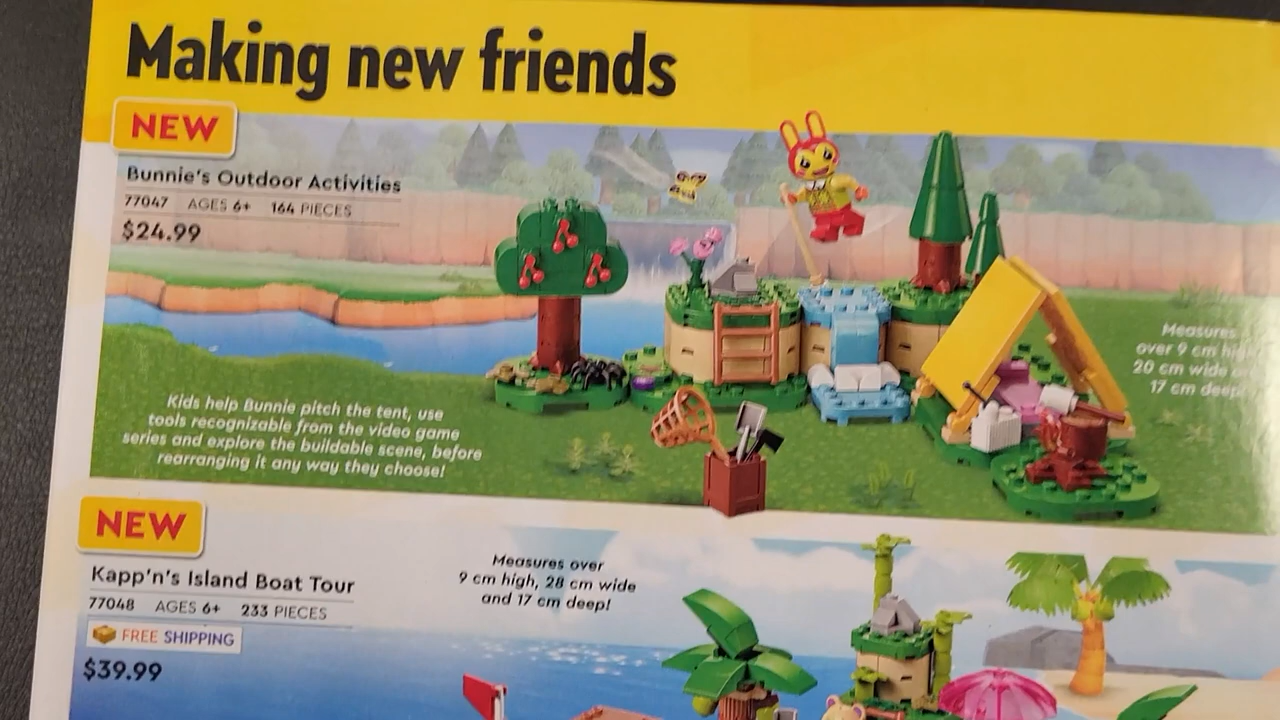 Making new friends
NEW
Bunnie's Outdoor Activities
77047 AGES 6+ 164 PIECES
$24.99
Measures
over 9 cm high
20 cm wide
17 cm deep!
Kids help Bunnie pitch the tent, use
tools recognizable from the video game
series and explore the buildable scene, before
rearranging it any way they choose!
NEW
Kapp'n's Island Boat Tour
77048 AGES 6+ 233 PIECES
FREE SHIPPING
$39.99
Measures over
9 cm high, 28 cm wide
and 17 cm deep!